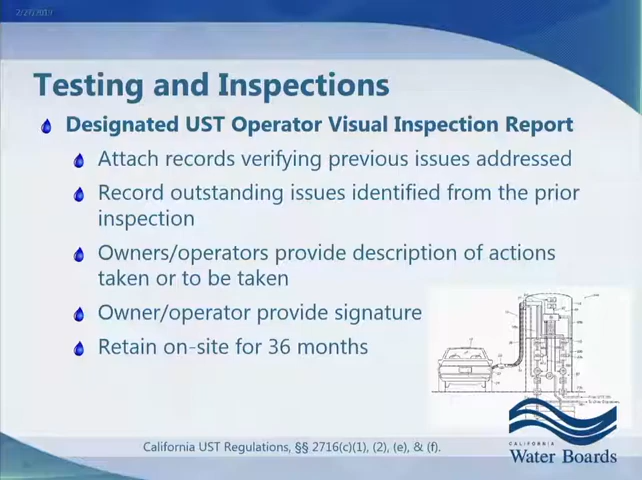 Testing and Inspections
Designated UST Operator Visual Inspection Report
Attach records verifying previous issues addressed
Record outstanding issues identified from the prior
inspection
Owners/operators provide description of actions
taken or to be taken
Owner/operator provide signature
Retain on-site for 36 months
California UST Regulations, §§ 2716(c)(1), (2), (e), & (f).
CALIFORNIA
Water Boards